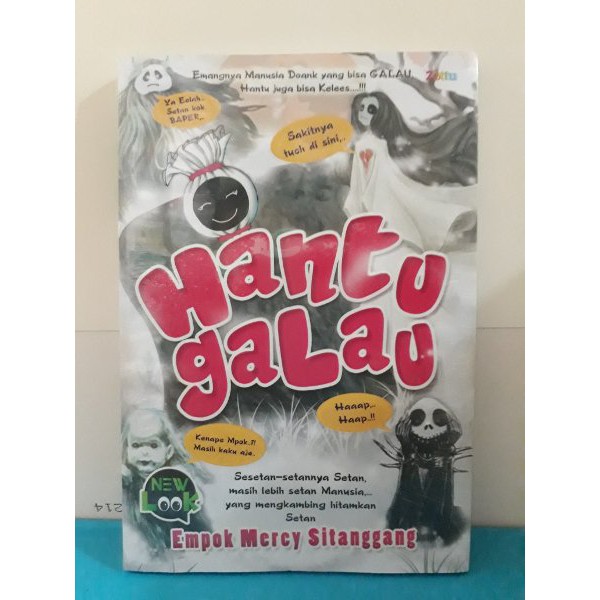 Emangnya Manusia Doank yang bisa GALAU,
Hantu juga bisa Kelees....!!!
Zettu
Ya Eelah..
Setan kok
BAPER..
Sakitnya
tuch di sini,..
Hantu
gaLau
Haaap,..
Haap.!!
Kenapa Mpok.?!
Masih kaku aje.
NEW
LooK
Sesetan-setannya Setan,
masih lebih setan Manusia,..
yang mengkambing hitamkan
Setan
Empok Mercy Sitanggang
214